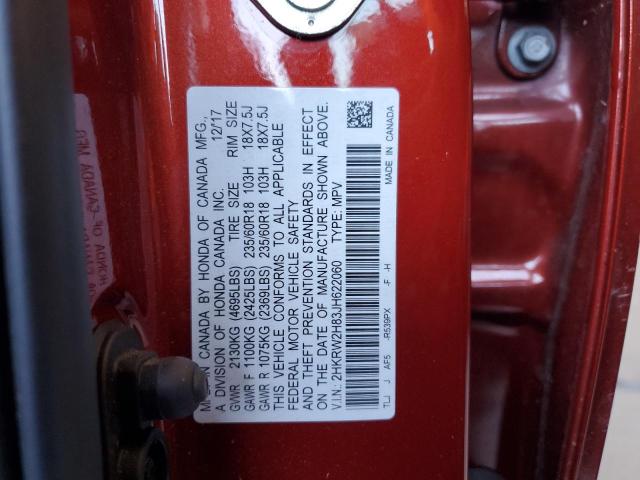 BY HONDA OF CANADA MFG.,
A DIVISION OF HONDA CANADA INC. 12/'17
GVWR 2130KG (4695LBS) TIRE SIZE RIM SIZE
GAWR F 1100KG (2425LBS) 235/60R18 103H 18X7.5J
GAWR R 1075KG (2369LBS) 235/60R18 103H 18X7.5J
THIS VEHICLE CONFORMS TO ALL APPLICABLE
FEDERAL MOTOR VEHICLE SAFETY
AND THEFT PREVENTION STANDARDS IN EFFECT
ON THE DATE OF MANUFACTURE SHOWN ABOVE.
V.I.N.: 2HKRW2H83JH622060 TYPE: MPV
TLJ J AF5 -R539PX -F -H MADE IN CANADA